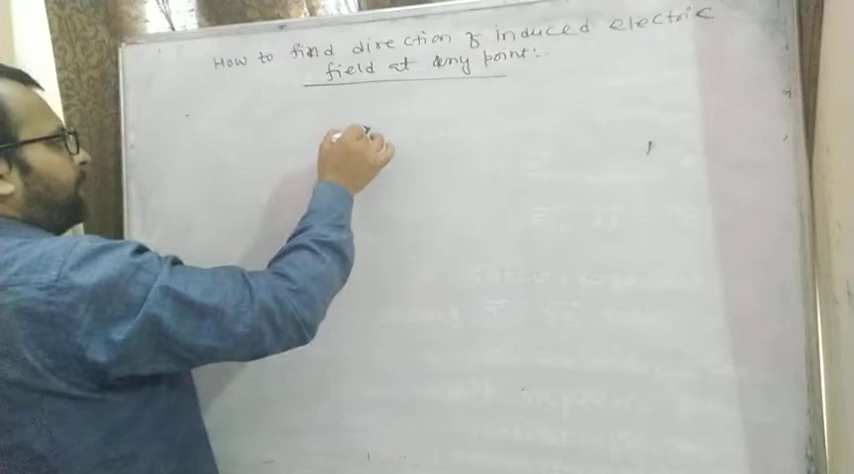 How to find direction of induced electric
field at any point:.